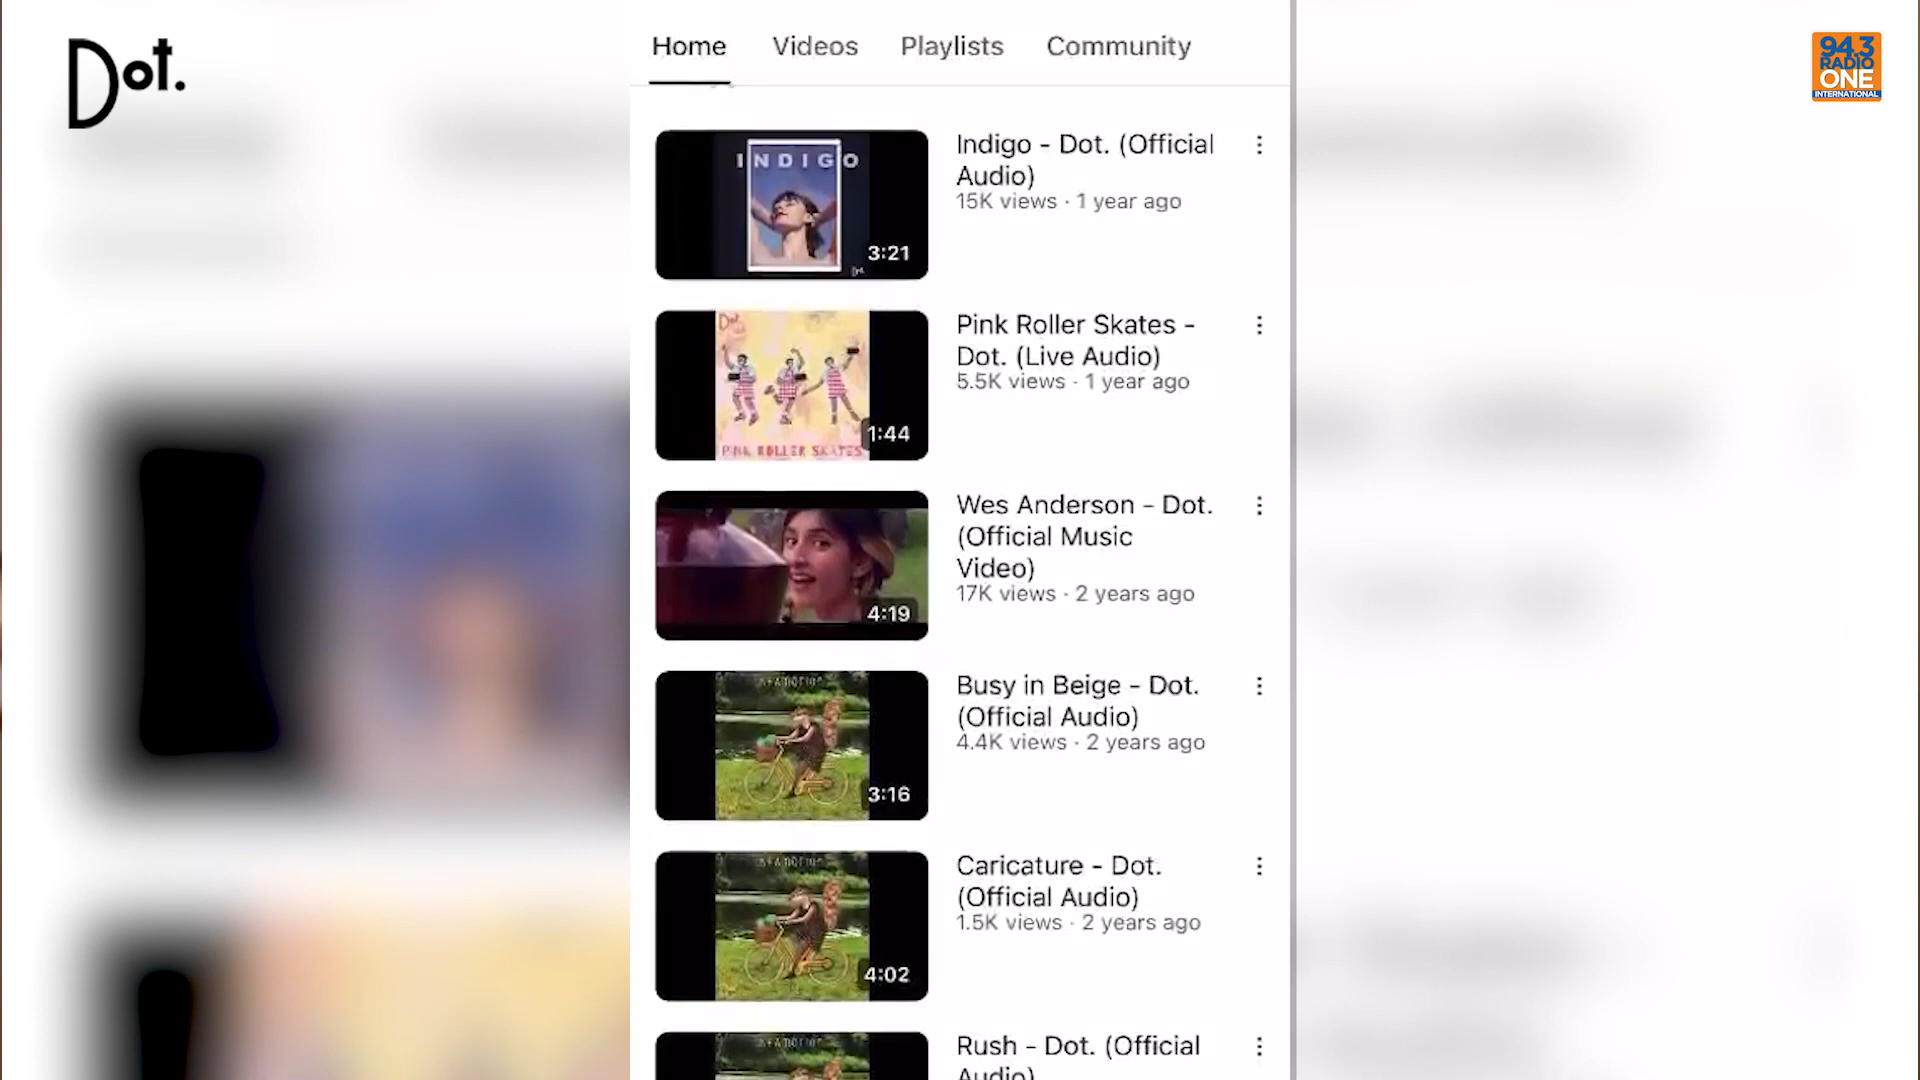 Dot.
94.3
RADIO
ONE
INTERNATIONAL
Home Videos Playlists Community
INDIGO
3:21
Indigo - Dot. (Official
Audio)
15K views · 1 year ago
Dot.
PINK ROLLER SKATES
1:44
Pink Roller Skates -
Dot. (Live Audio)
5.5K views · 1 year ago
4:19
Wes Anderson - Dot.
(Official Music
Video)
17K views · 2 years ago
3:16
Busy in Beige - Dot.
(Official Audio)
4.4K views · 2 years ago
4:02
Caricature - Dot.
(Official Audio)
1.5K views · 2 years ago
Rush - Dot. (Official
Audio)